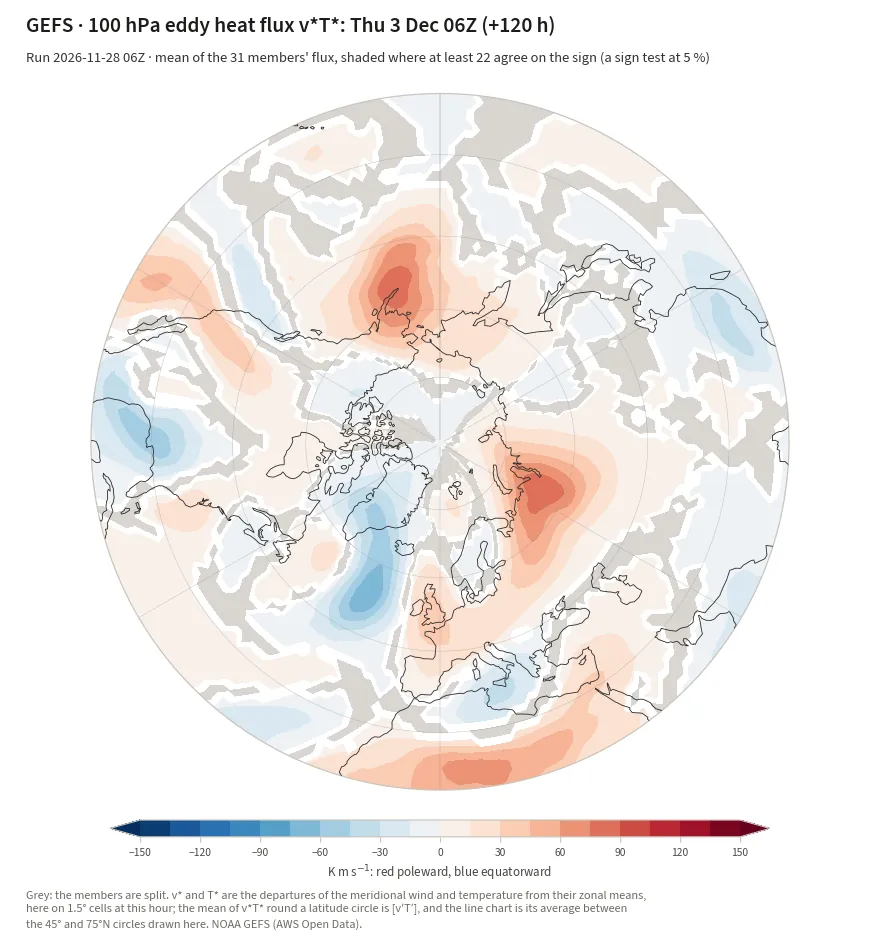 GEFS · 100 hPa eddy heat flux v*T*: Thu 3 Dec 06Z (+120 h)
Run 2026-11-28 06Z · mean of the 31 members' flux, shaded where at least 22 agree on the sign (a sign test at 5 %)
−150 −120 −90 −60 −30 0 30 60 90 120 150
K m s⁻¹: red poleward, blue equatorward
Grey: the members are split. v* and T* are the departures of the meridional wind and temperature from their zonal means,
here on 1.5° cells at this hour; the mean of v*T* round a latitude circle is [v'T'], and the line chart is its average between
the 45° and 75°N circles drawn here. NOAA GEFS (AWS Open Data).